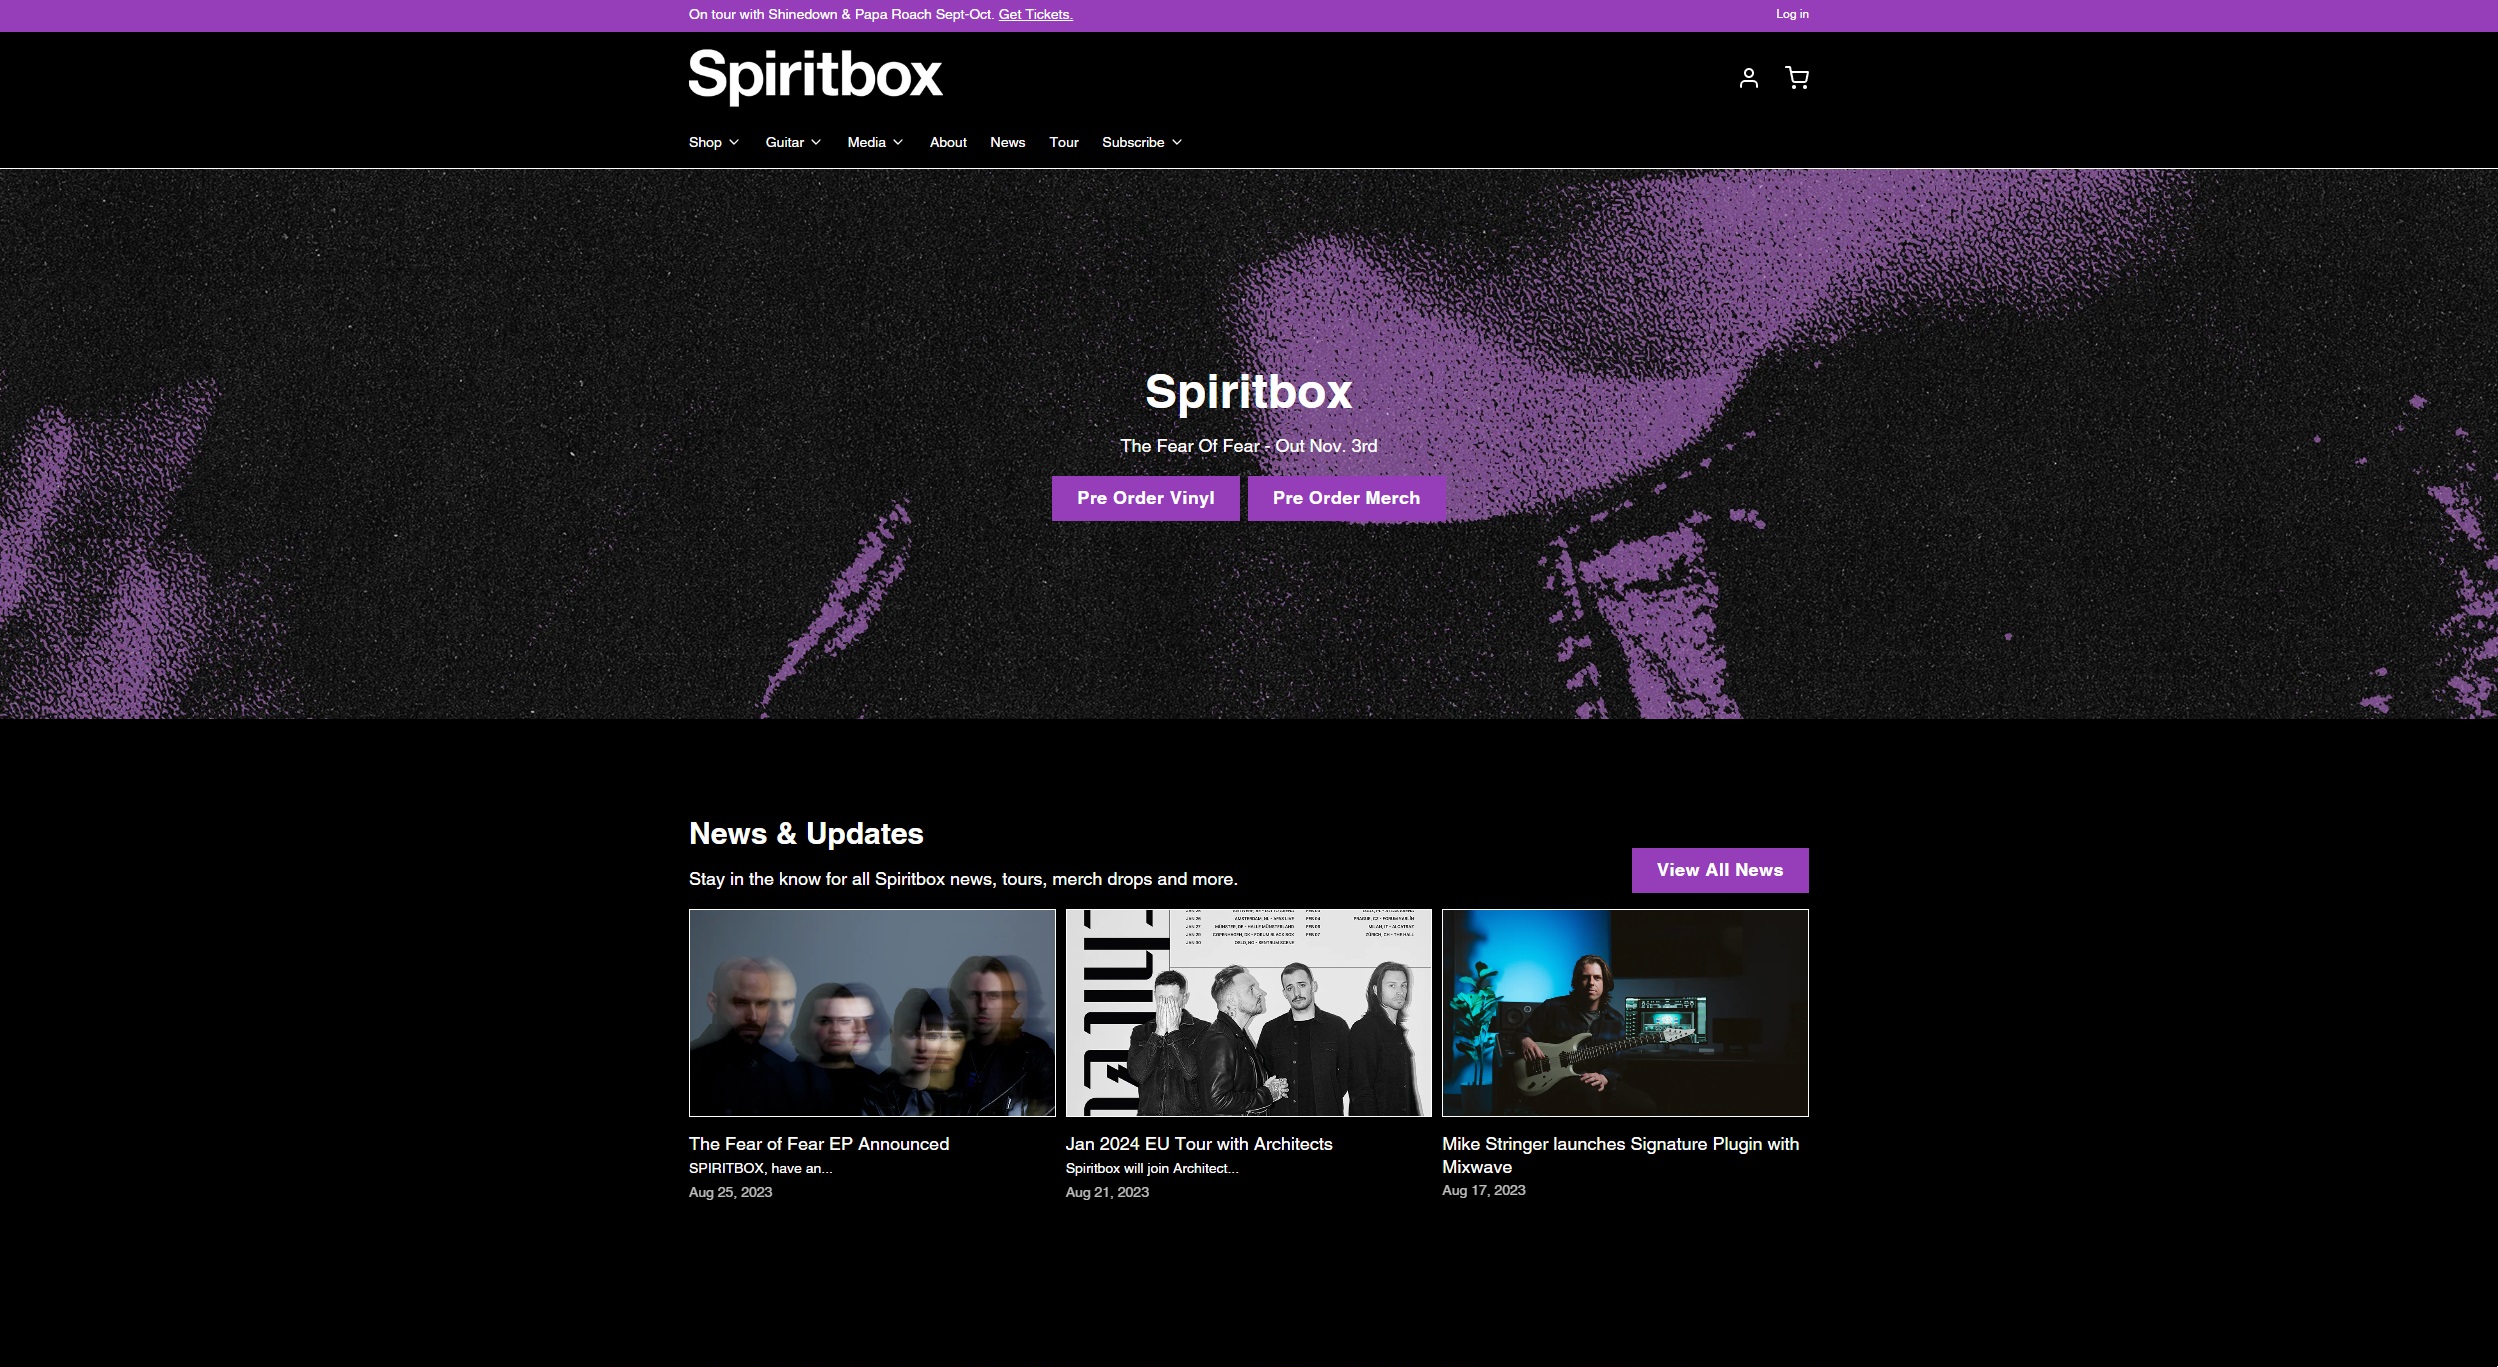 On tour with Shinedown & Papa Roach Sept-Oct. Get Tickets.
Log in
Spiritbox
Shop
Guitar
Media
About
News
Tour
Subscribe
Spiritbox
The Fear Of Fear - Out Nov. 3rd
Pre Order Vinyl
Pre Order Merch
News & Updates
Stay in the know for all Spiritbox news, tours, merch drops and more.
View All News
The Fear of Fear EP Announced
SPIRITBOX, have an...
Aug 25, 2023
Jan 2024 EU Tour with Architects
Spiritbox will join Architect...
Aug 21, 2023
Mike Stringer launches Signature Plugin with
Mixwave
Aug 17, 2023